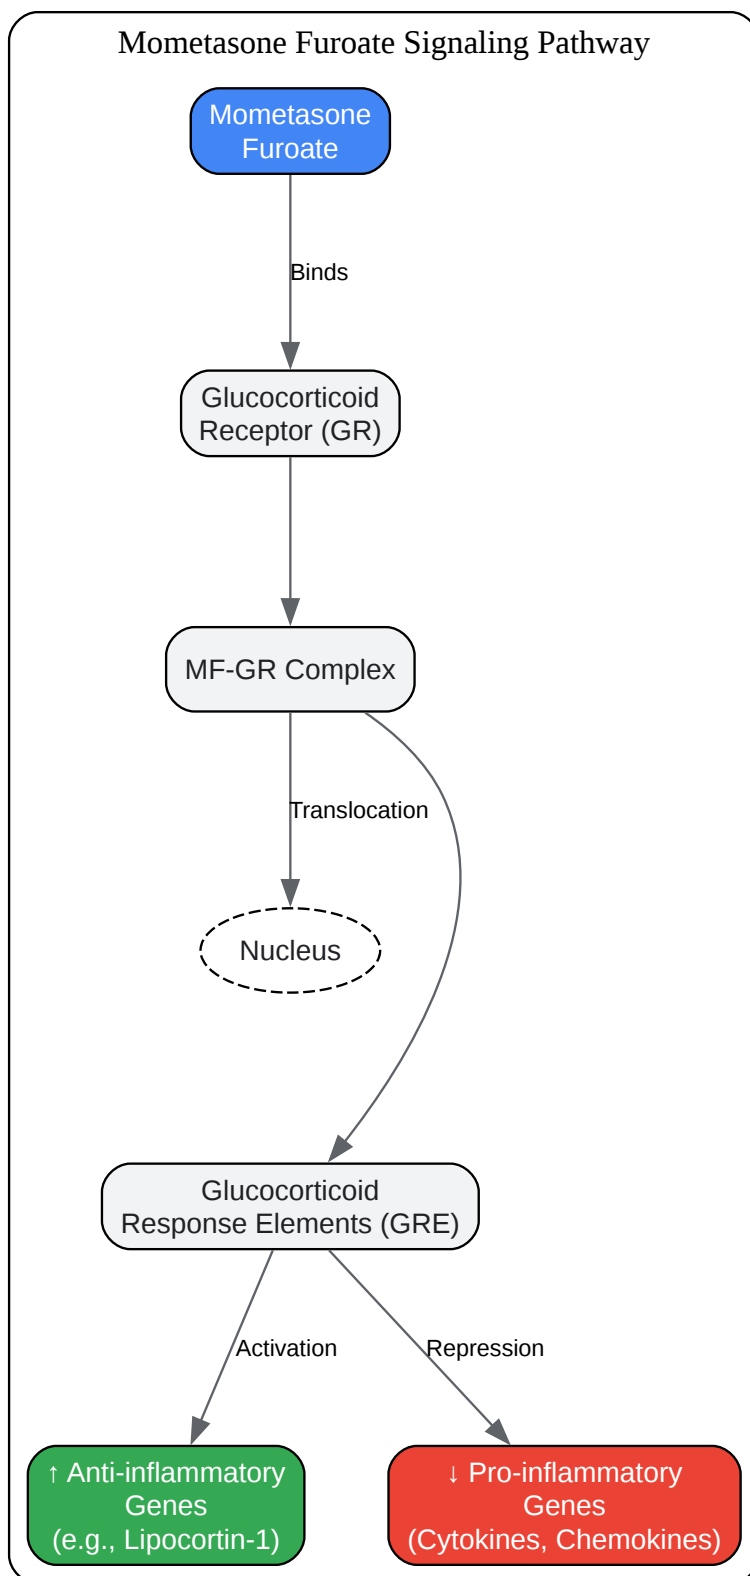 Mometasone Furoate Signaling Pathway
Mometasone
Furoate
Binds
Glucocorticoid
Receptor (GR)
MF-GR Complex
Translocation
Nucleus
Glucocorticoid
Response Elements (GRE)
Activation
Repression
↑ Anti-inflammatory
Genes
(e.g., Lipocortin-1)
↓ Pro-inflammatory
Genes
(Cytokines, Chemokines)